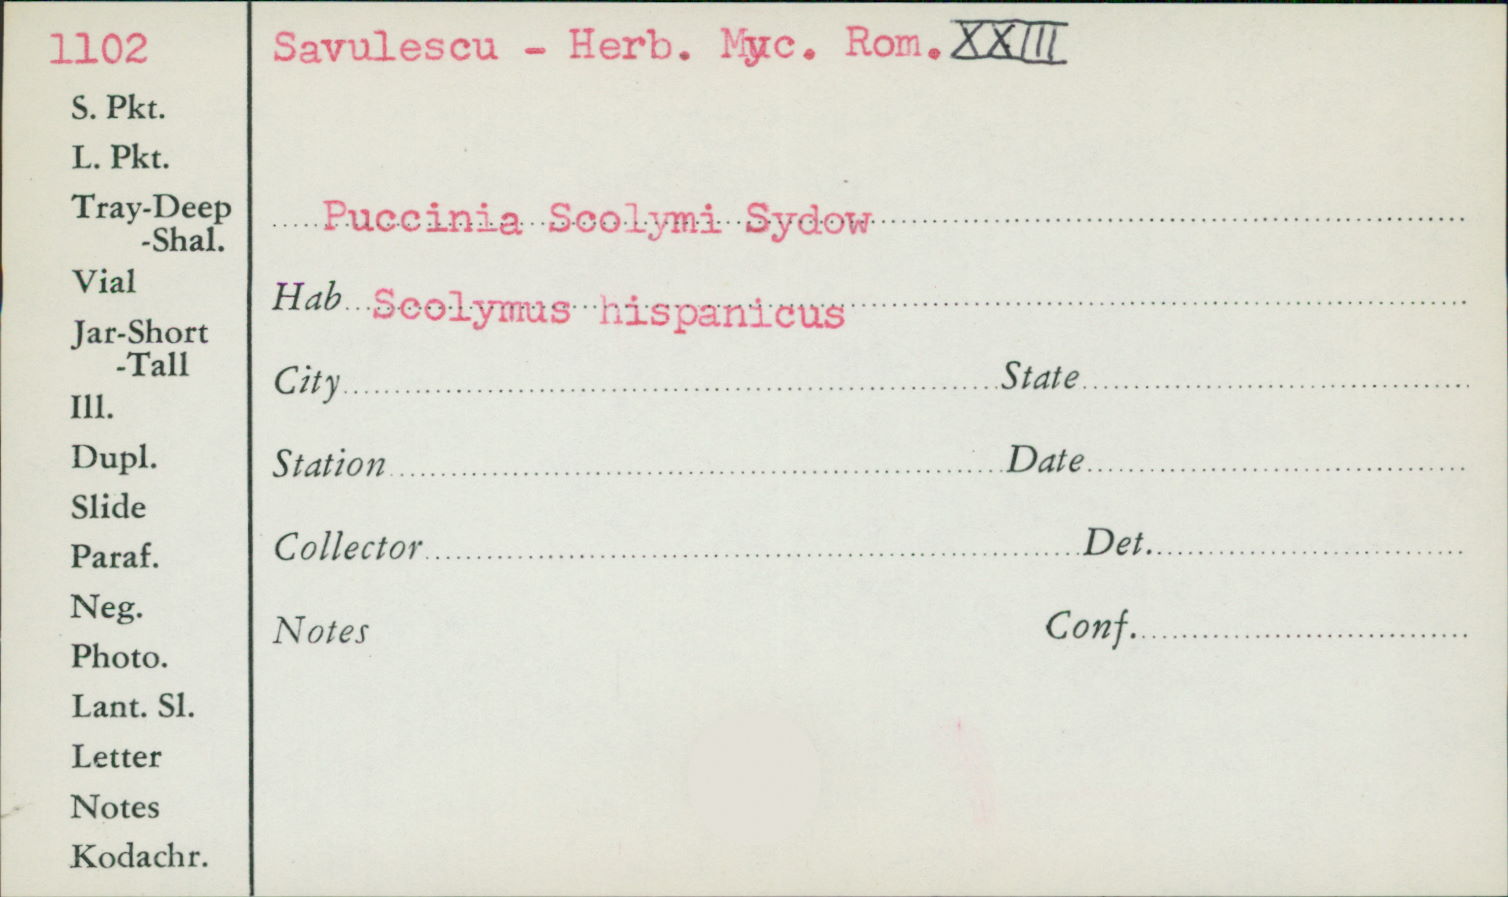 1102
Savulescu - Herb. Myc. Rom. XXIII
S. Pkt.
L. Pkt.
Tray-Deep
-Shal.
Vial
Jar-Short
-Tall
Ill.
Dupl.
Slide
Paraf.
Neg.
Photo.
Lant. Sl.
Letter
Notes
Kodachr.
Puccinia Scolymi Sydow
Hab Scolymus hispanicus
City State
Station Date
Collector Det.
Notes Conf.